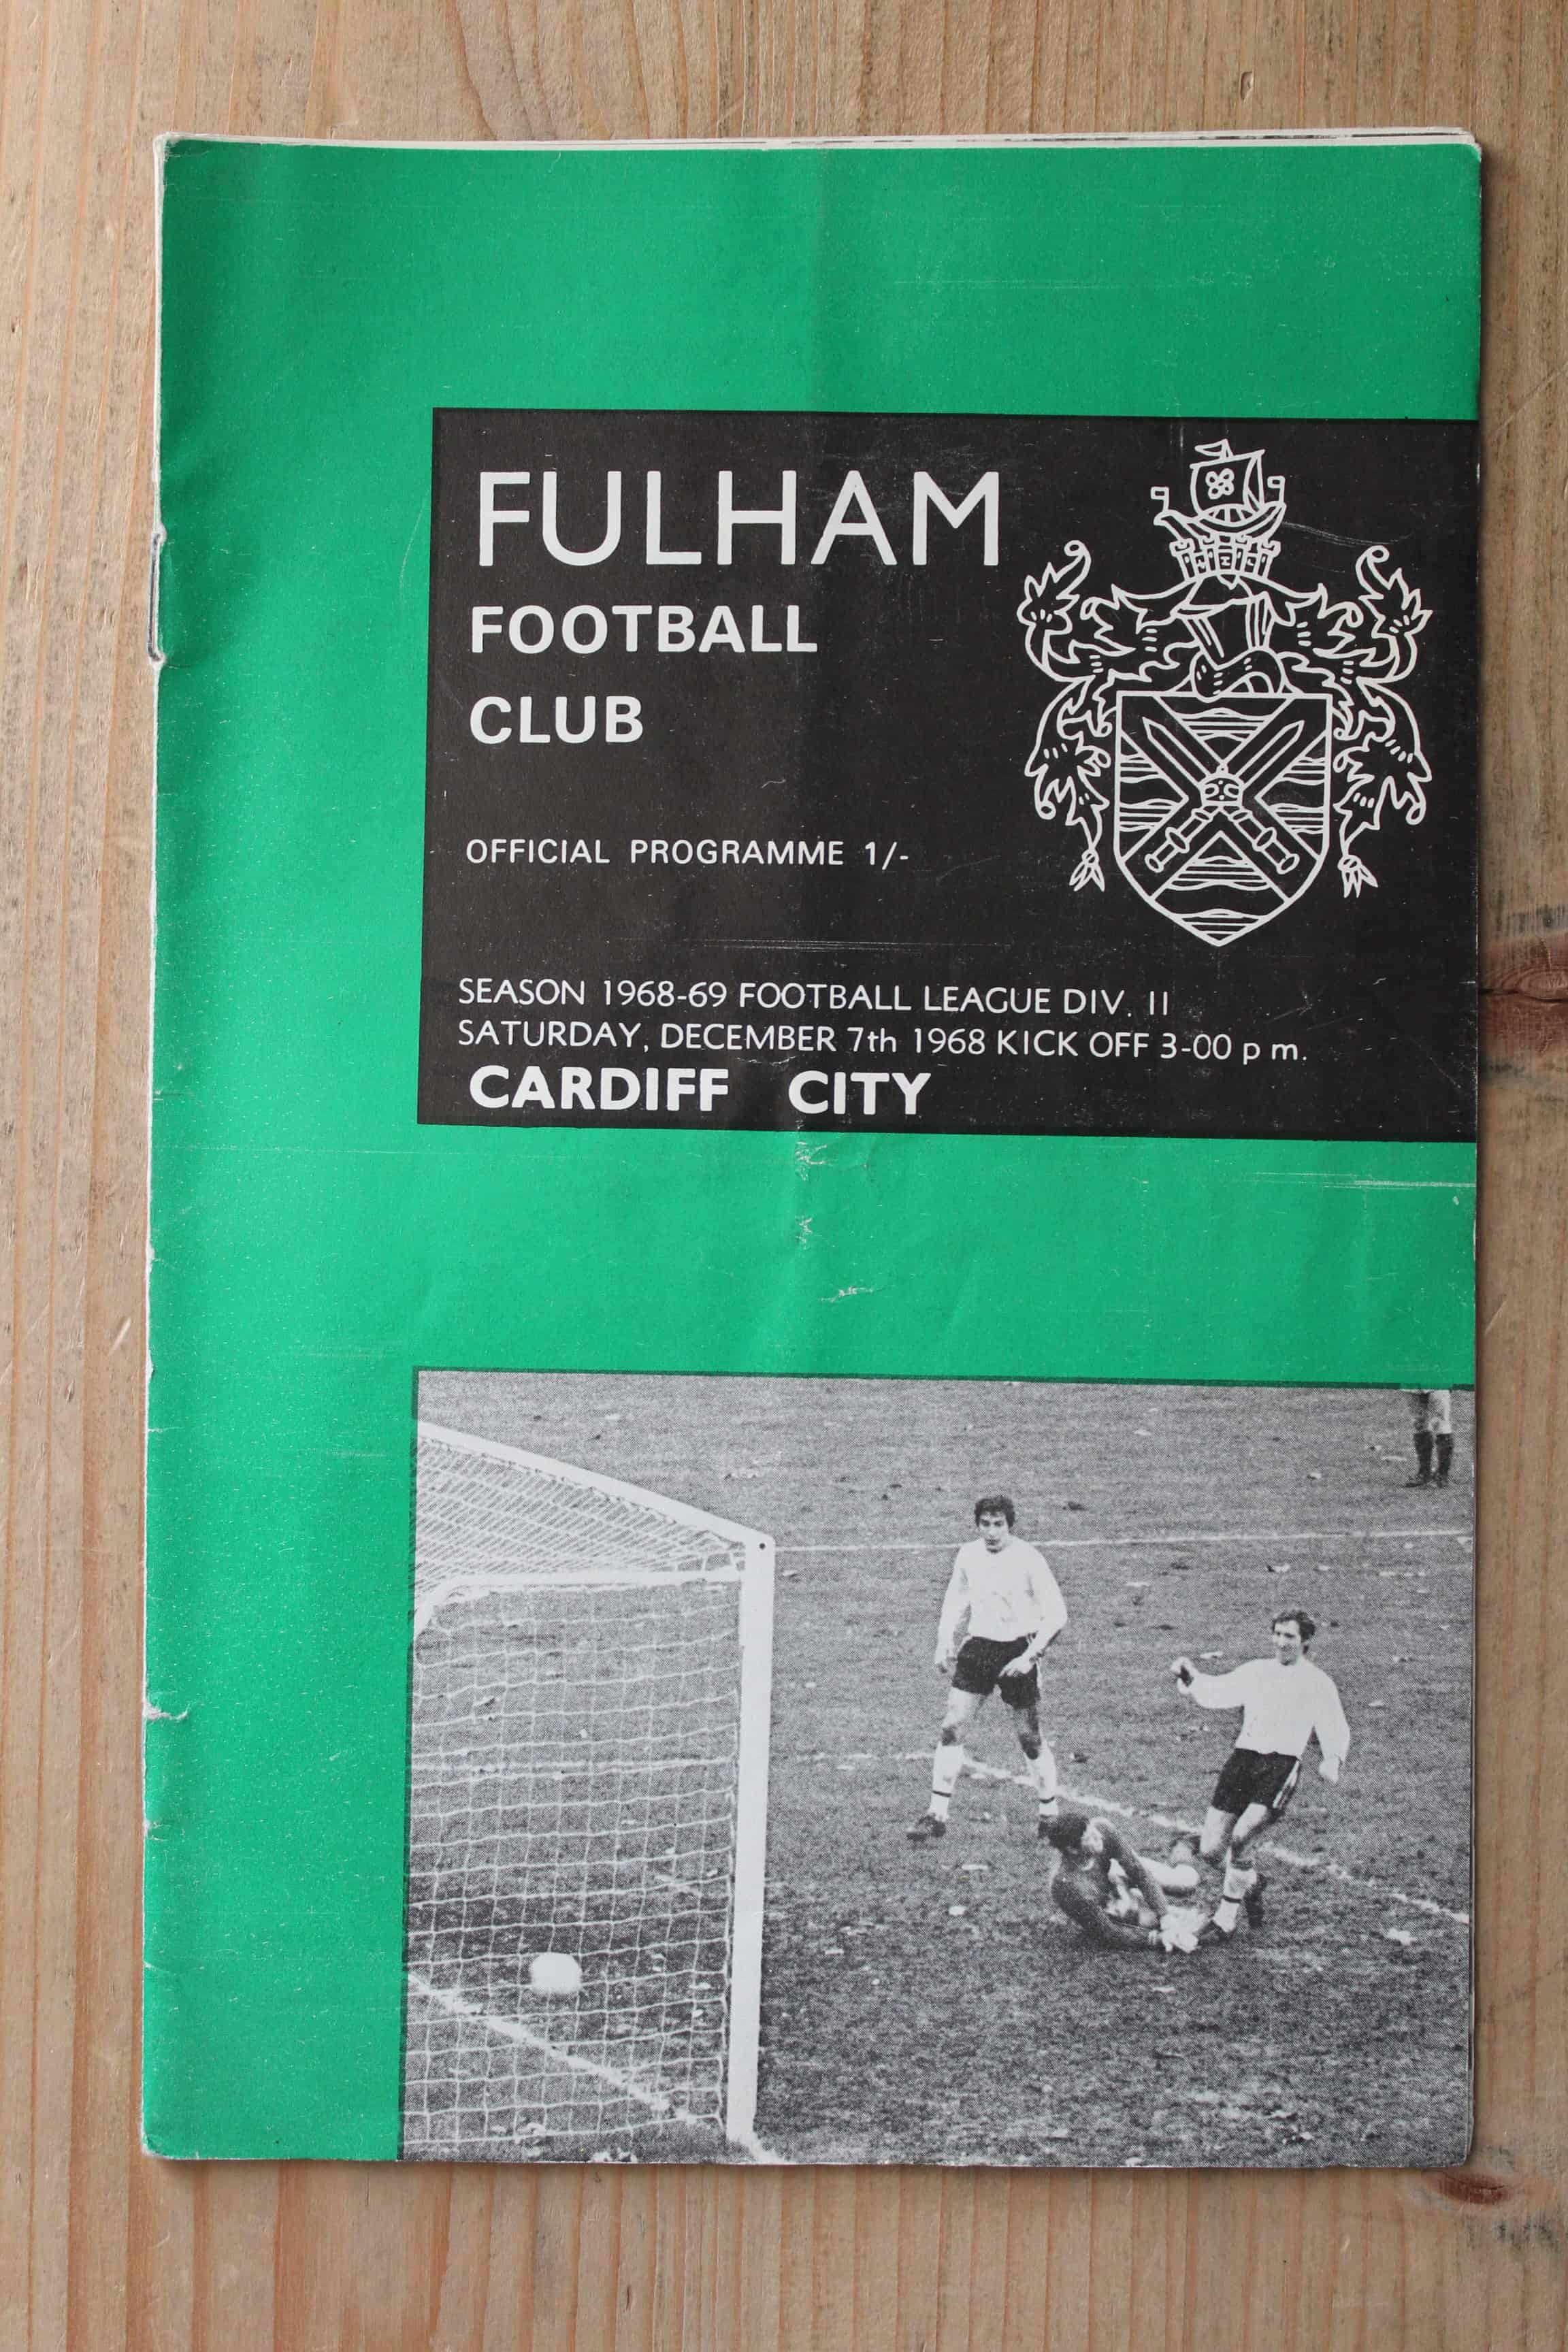 FULHAM
FOOTBALL
CLUB
OFFICIAL PROGRAMME 1/-
SEASON 1968-69 FOOTBALL LEAGUE DIV. II
SATURDAY, DECEMBER 7th 1968 KICK OFF 3-00 p m.
CARDIFF CITY